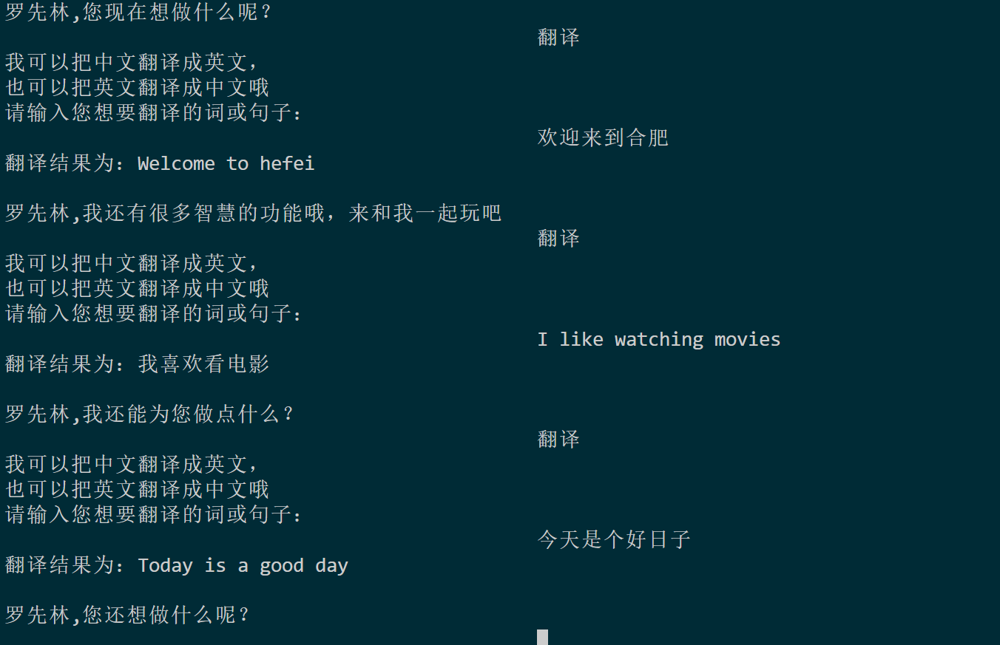 罗先林,您现在想做什么呢?
翻译
我可以把中文翻译成英文,
也可以把英文翻译成中文哦
请输入您想要翻译的词或句子:
欢迎来到合肥
翻译结果为: Welcome to hefei
罗先林,我还有很多智慧的功能哦, 来和我一起玩吧
翻译
我可以把中文翻译成英文,
也可以把英文翻译成中文哦
请输入您想要翻译的词或句子:
I like watching movies
翻译结果为: 我喜欢看电影
罗先林,我还能为您做点什么?
翻译
我可以把中文翻译成英文,
也可以把英文翻译成中文哦
请输入您想要翻译的词或句子:
今天是个好日子
翻译结果为: Today is a good day
罗先林,您还想做什么呢?